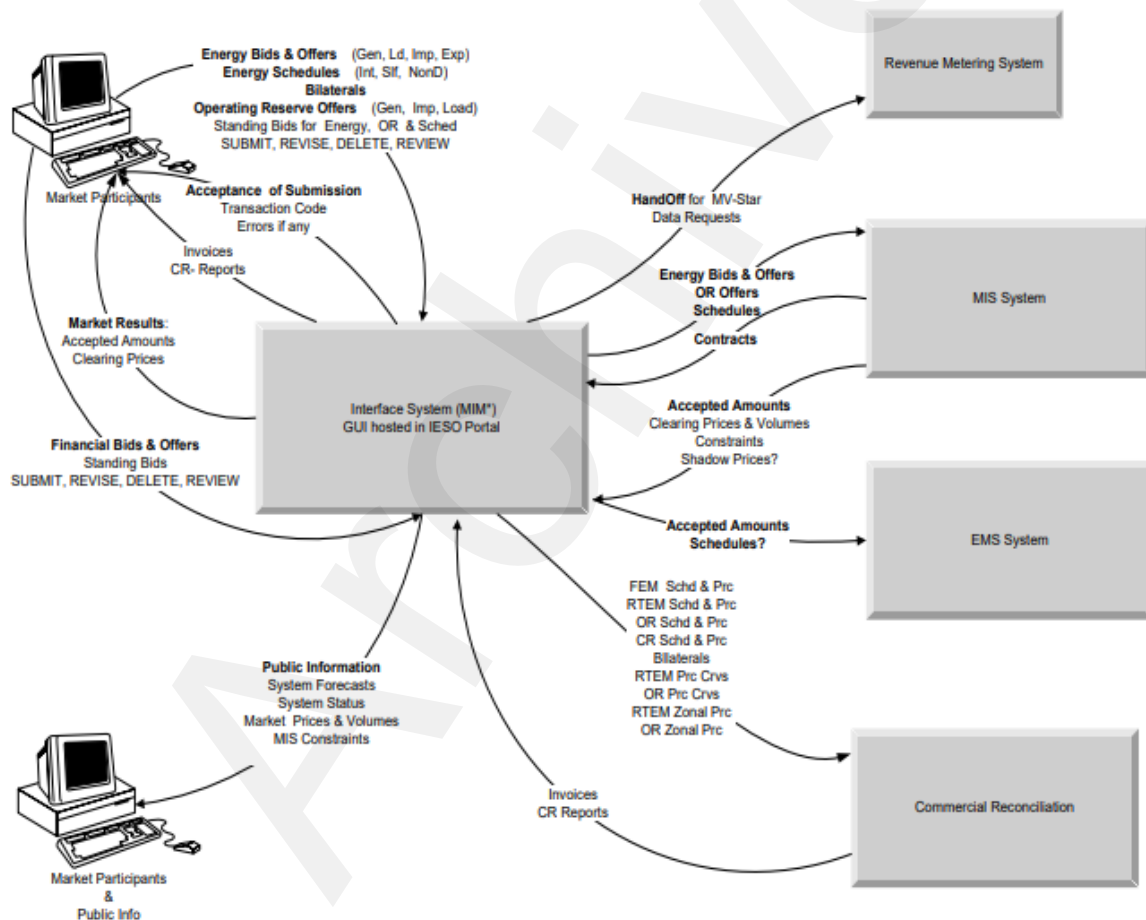 Energy Bids & Offers (Gen, Ld, Imp, Exp)
Energy Schedules (Int, Slf, NonD)
Bilaterals
Operating Reserve Offers (Gen, Imp, Load)
Standing Bids for Energy, OR & Sched
SUBMIT, REVISE, DELETE, REVIEW
Market Participants
Acceptance of Submission
Transaction Code
Errors if any
Invoices
CR- Reports
Market Results:
Accepted Amounts
Clearing Prices
Financial Bids & Offers
Standing Bids
SUBMIT, REVISE, DELETE, REVIEW
Interface System (MIM*)
GUI hosted in IESO Portal
Revenue Metering System
HandOff for MV-Star
Data Requests
Energy Bids & Offers
OR Offers
Schedules
Contracts
MIS System
Accepted Amounts
Clearing Prices & Volumes
Constraints
Shadow Prices?
Accepted Amounts
Schedules?
EMS System
FEM Schd & Prc
RTEM Schd & Prc
OR Schd & Prc
CR Schd & Prc
Bilaterals
RTEM Prc Crvs
OR Prc Crvs
RTEM Zonal Prc
OR Zonal Prc
Public Information
System Forecasts
System Status
Market Prices & Volumes
MIS Constraints
Invoices
CR Reports
Commercial Reconciliation
Market Participants
&
Public Info
Archive